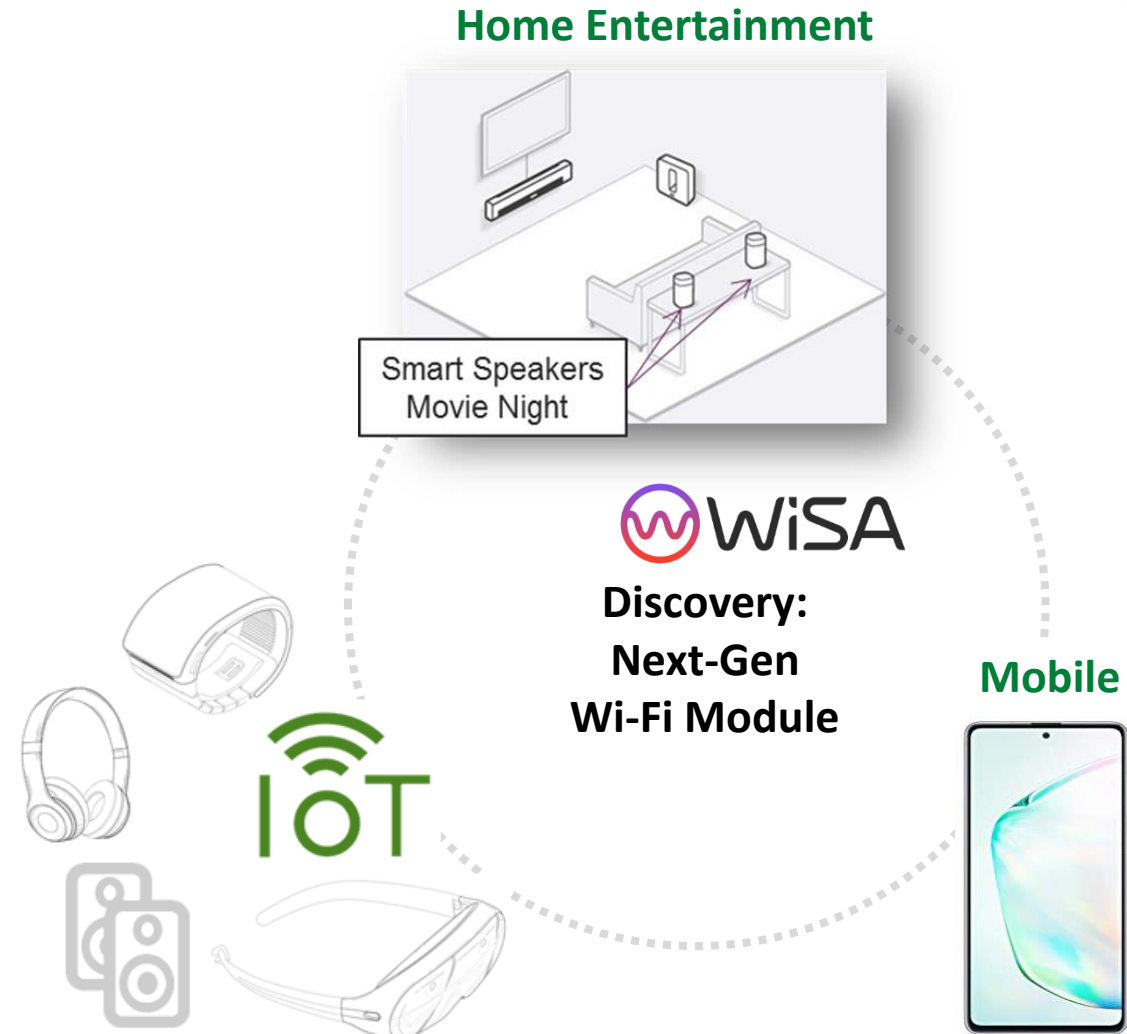 Home Entertainment
Smart Speakers
Movie Night
WiSA
Discovery:
Next-Gen
Wi-Fi Module
Mobile
IoT